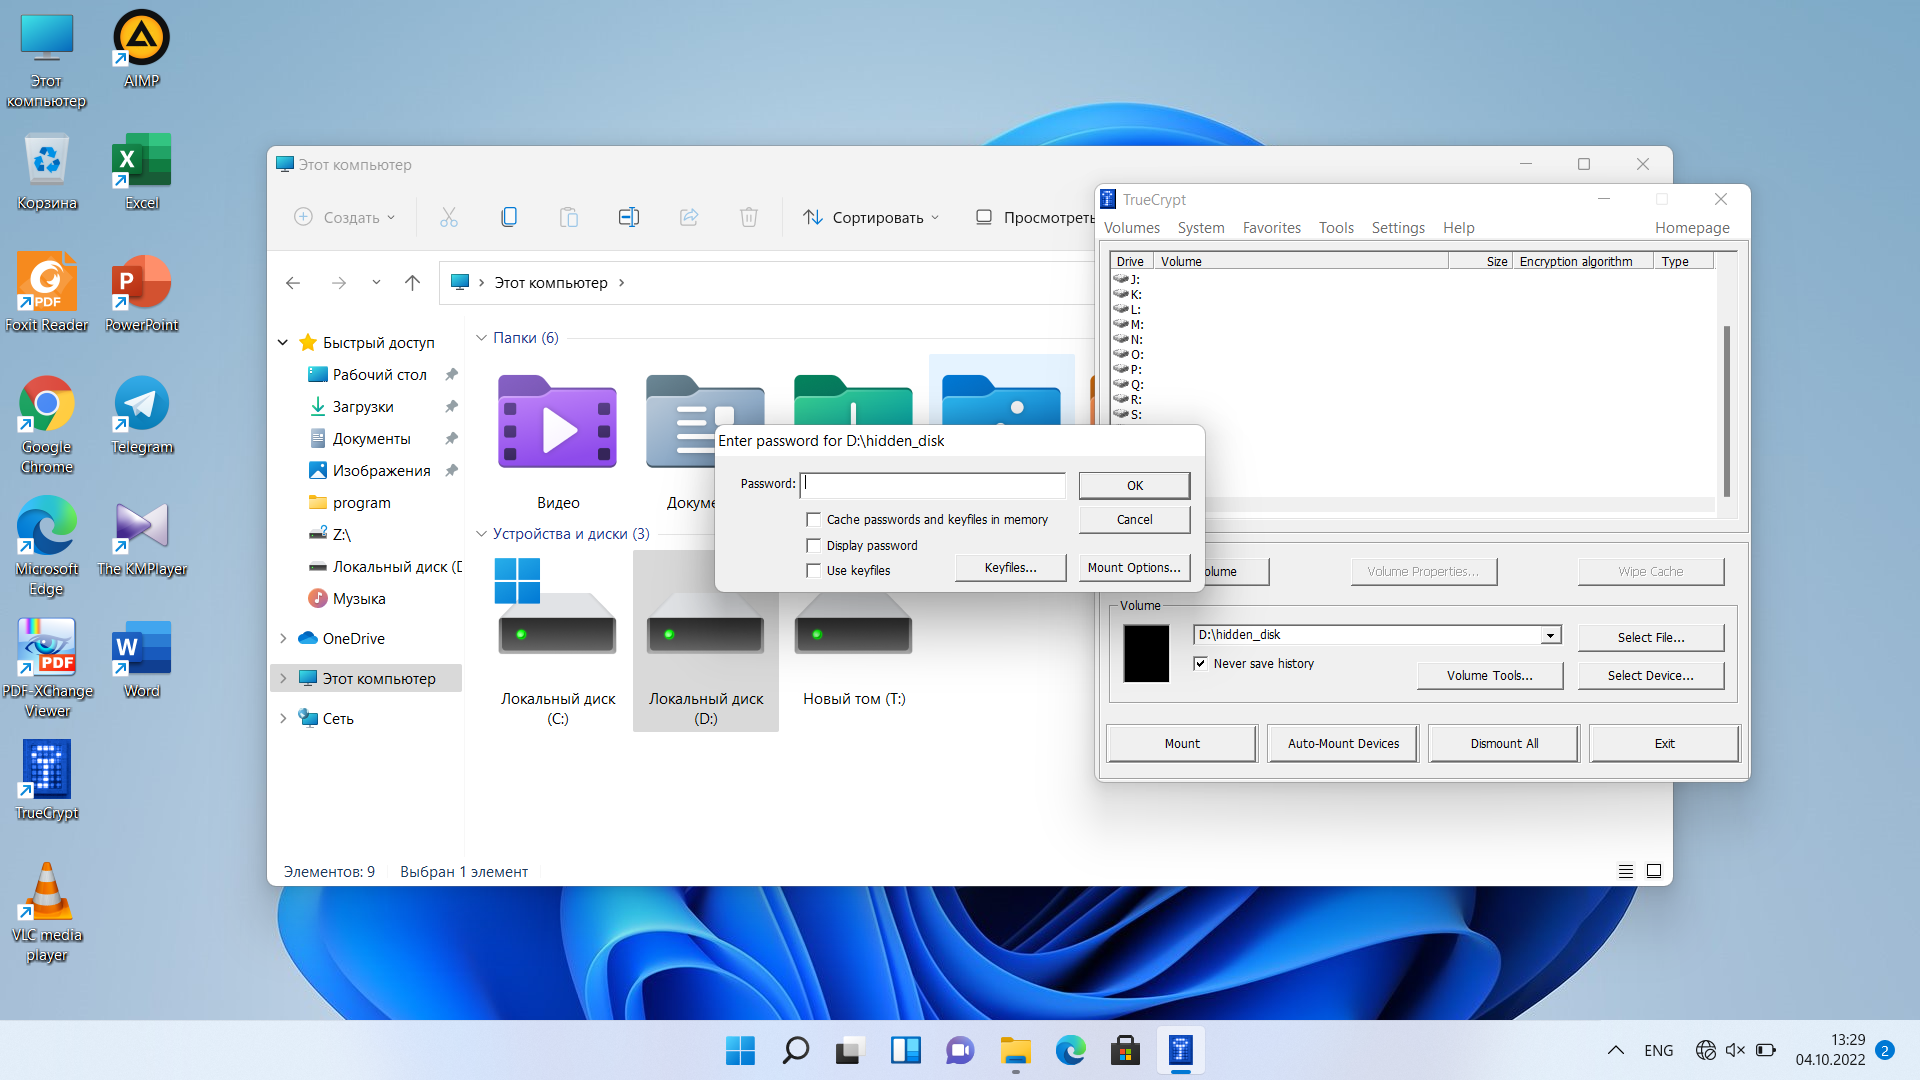 Этот
компьютер
AIMP
Корзина
Excel
Foxit Reader
PowerPoint
Google
Chrome
Telegram
Microsoft
Edge
The KMPlayer
PDF-XChange
Viewer
Word
TrueCrypt
VLC media
player
Этот компьютер
Создать
Сортировать
Просмотреть
Этот компьютер
Быстрый доступ
Рабочий стол
Загрузки
Документы
Изображения
program
Z:\
Локальный диск (D
Музыка
OneDrive
Этот компьютер
Сеть
Папки (6)
Видео
Докуме
Устройства и диски (3)
Локальный диск
(C:)
Локальный диск
(D:)
Новый том (T:)
Элементов: 9
Выбран 1 элемент
TrueCrypt
Volumes System Favorites Tools Settings Help Homepage
Drive Volume Size Encryption algorithm Type
J:
K:
L:
M:
N:
O:
P:
Q:
R:
S:
Enter password for D:\hidden_disk
Password:
OK
Cache passwords and keyfiles in memory
Cancel
Display password
Use keyfiles
Keyfiles...
Mount Options...
olume
Volume Properties...
Wipe Cache
Volume
D:\hidden_disk
Select File...
Never save history
Volume Tools...
Select Device...
Mount
Auto-Mount Devices
Dismount All
Exit
ENG
13:29
04.10.2022
2